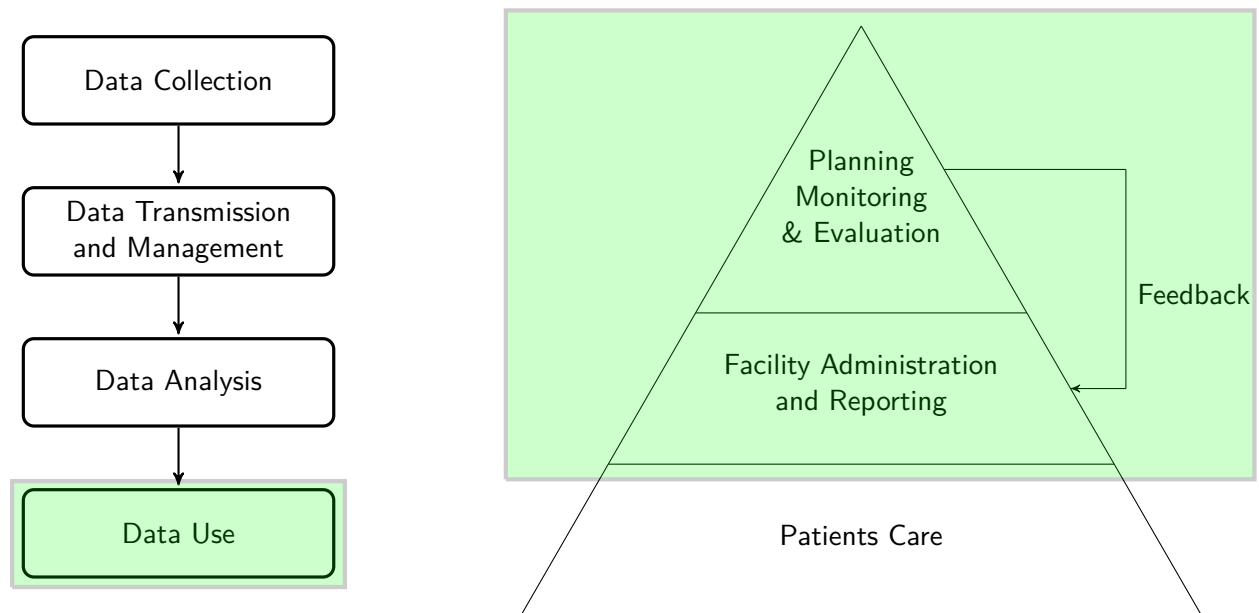 Data Collection
Data Transmission
and Management
Data Analysis
Data Use
Planning
Monitoring
& Evaluation
Feedback
Facility Administration
and Reporting
Patients Care